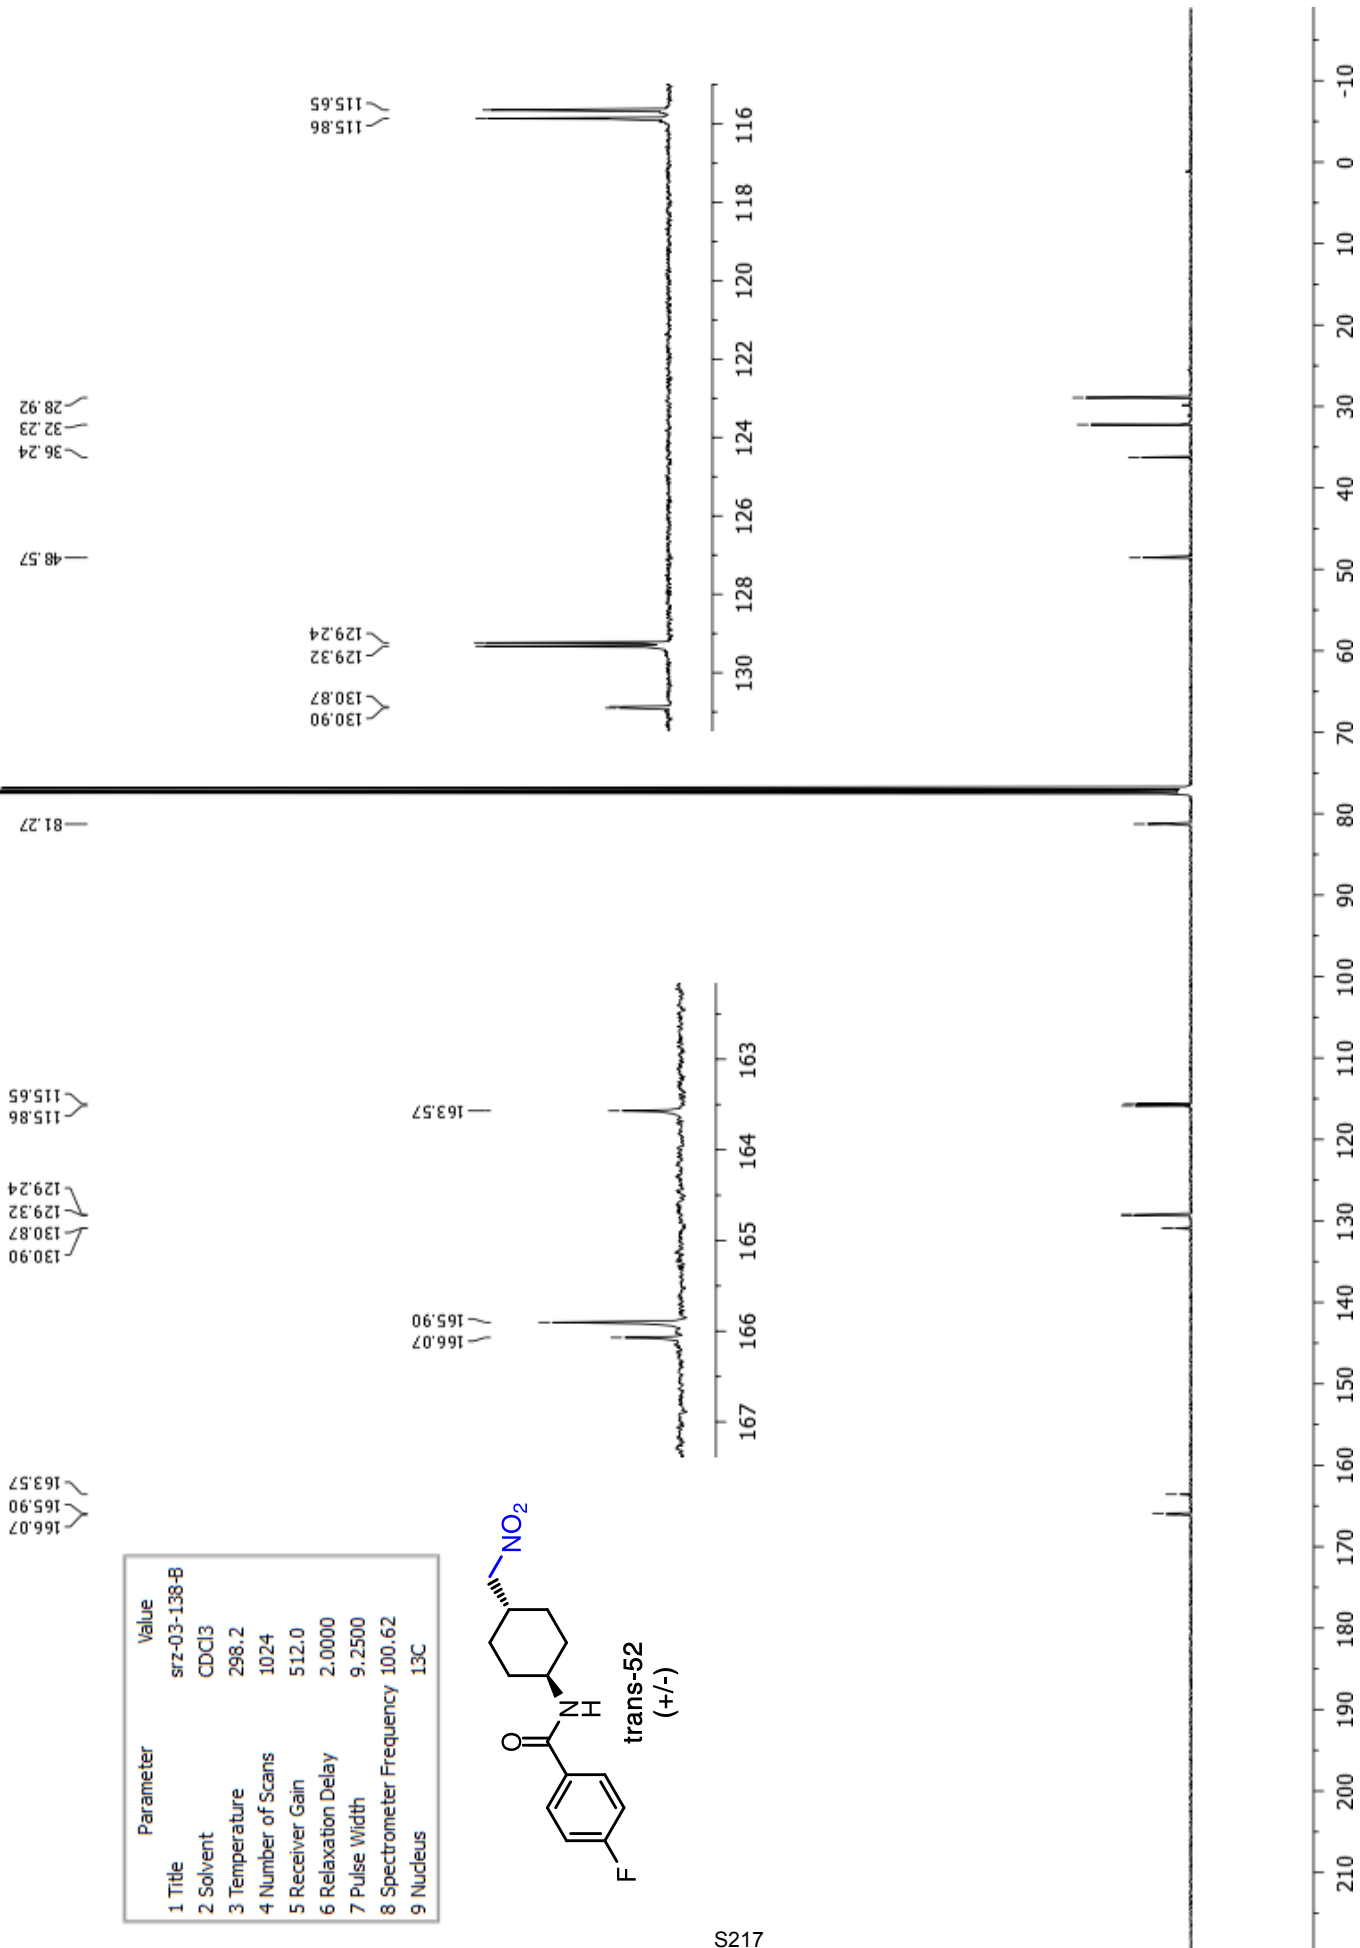 Parameter Value
1 Title srz-03-138-B
2 Solvent CDCl3
3 Temperature 298.2
4 Number of Scans 1024
5 Receiver Gain 512.0
6 Relaxation Delay 2.0000
7 Pulse Width 9.2500
8 Spectrometer Frequency 100.62
9 Nucleus 13C
166.07
165.90
163.57
130.90
130.87
129.32
129.24
115.86
115.65
81.27
48.57
36.24
32.23
28.92
F
O
N
H
NO2
trans-52
(+/-)
166.07
165.90
163.57
167 166 165 164 163
130.90
130.87
129.32
129.24
115.86
115.65
130 128 126 124 122 120 118 116
210 200 190 180 170 160 150 140 130 120 110 100 90 80 70 60 50 40 30 20 10 0 -10
S217